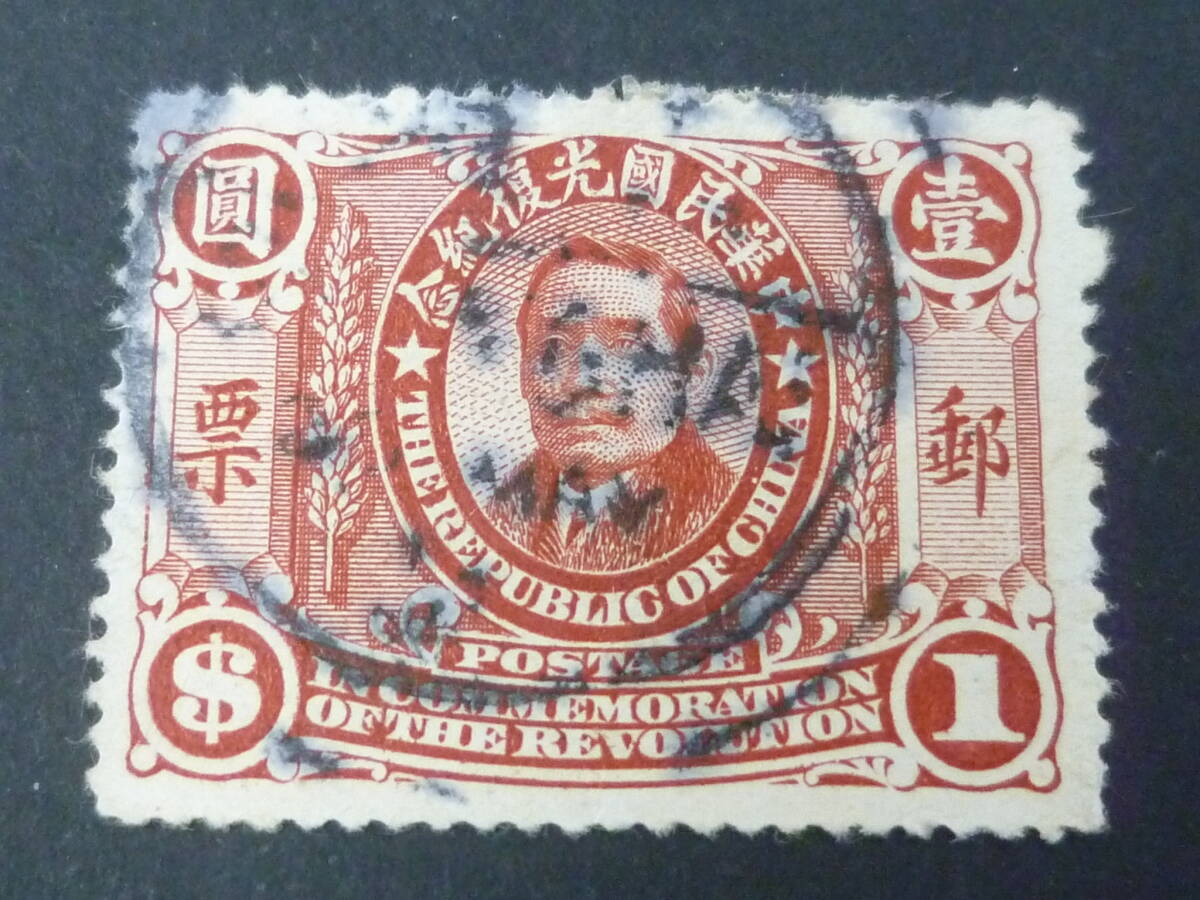 壹圓
中華民國光復紀念
郵票
THE REPUBLIC OF CHINA
POSTAGE
IN COMMEMORATION
OF THE REVOLUTION
$1